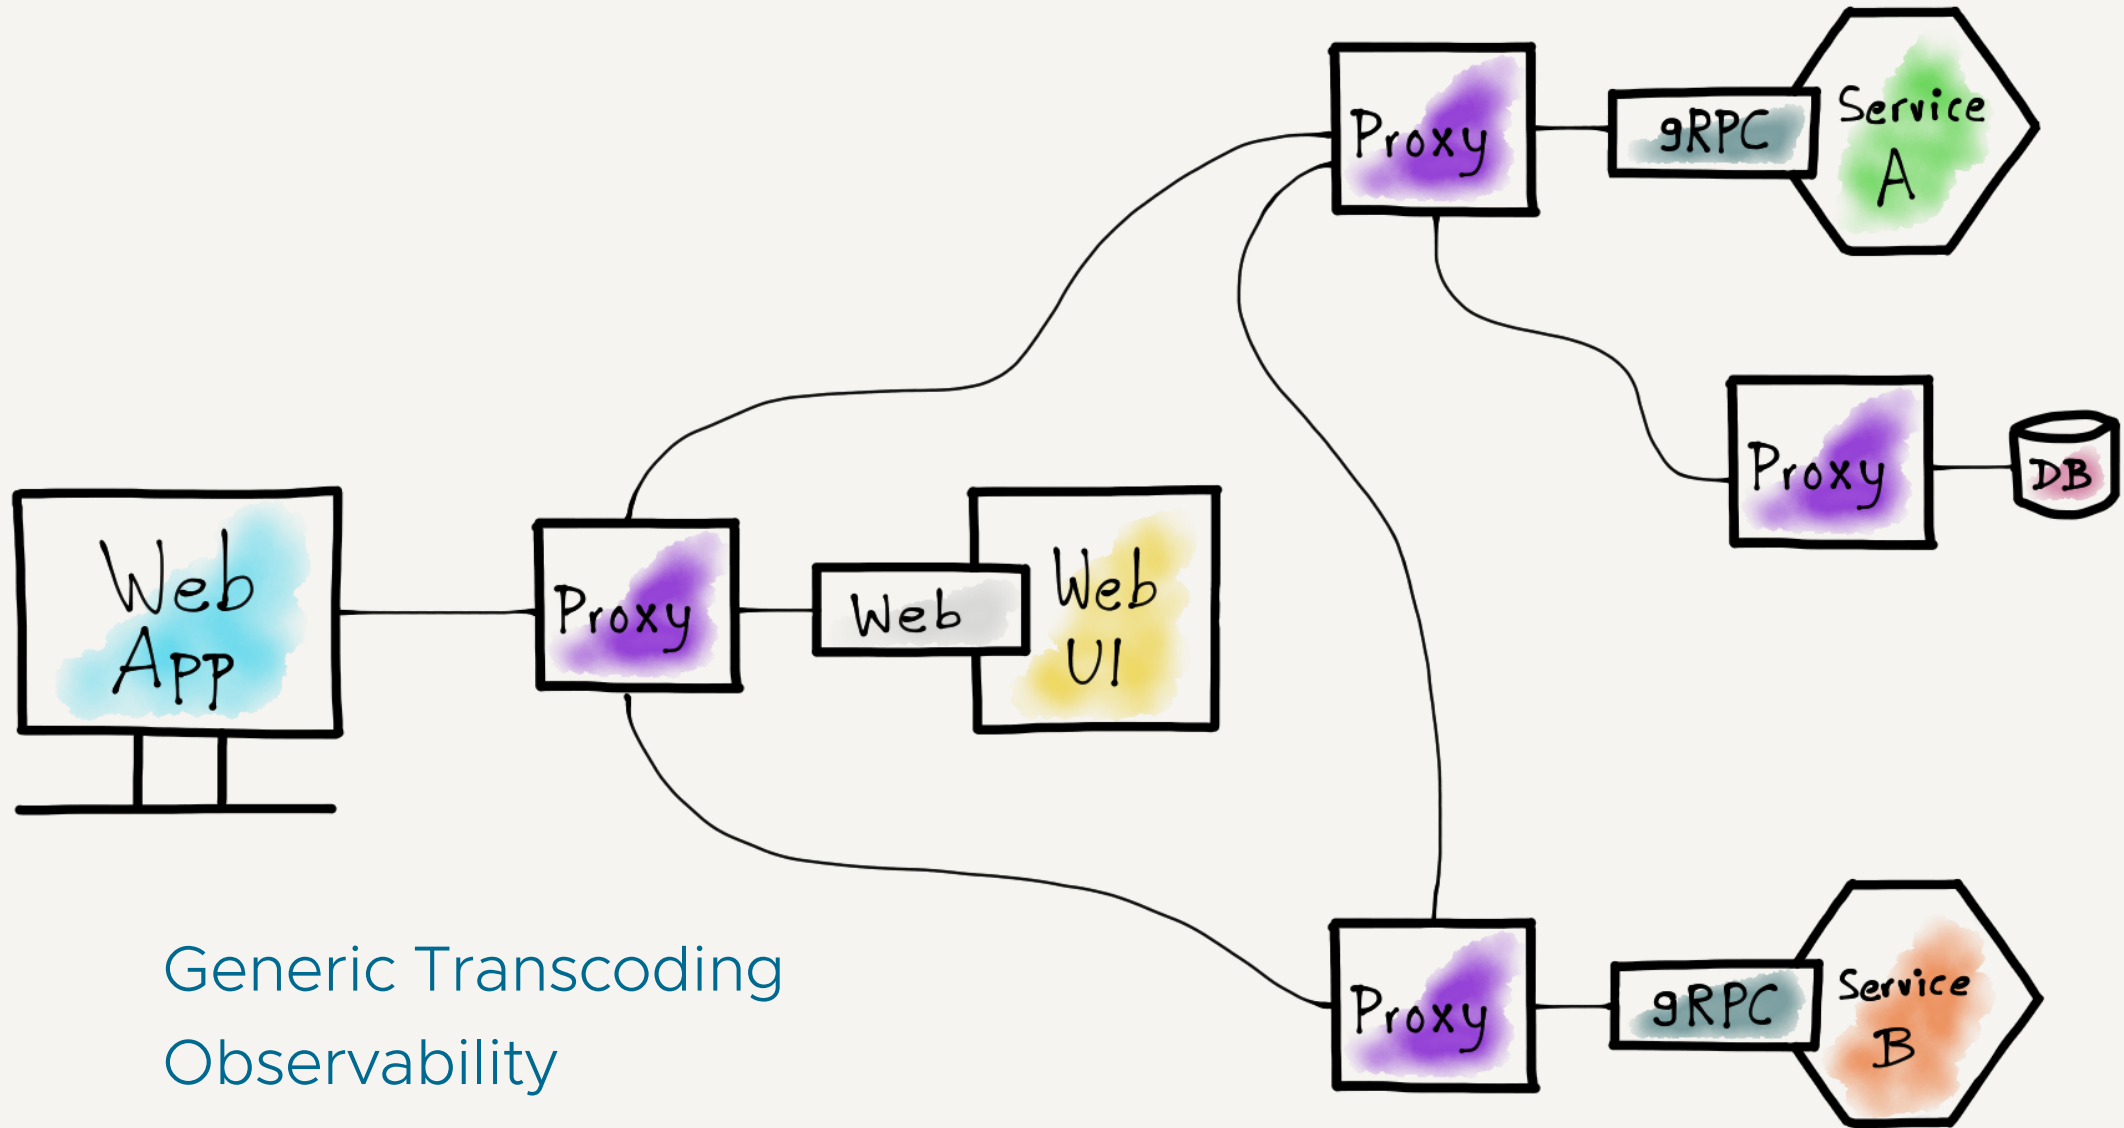 Proxy
gRPC
Service
A
Proxy
DB
Web
App
Proxy
Web
Web
UI
Generic Transcoding
Observability
Proxy
gRPC
Service
B